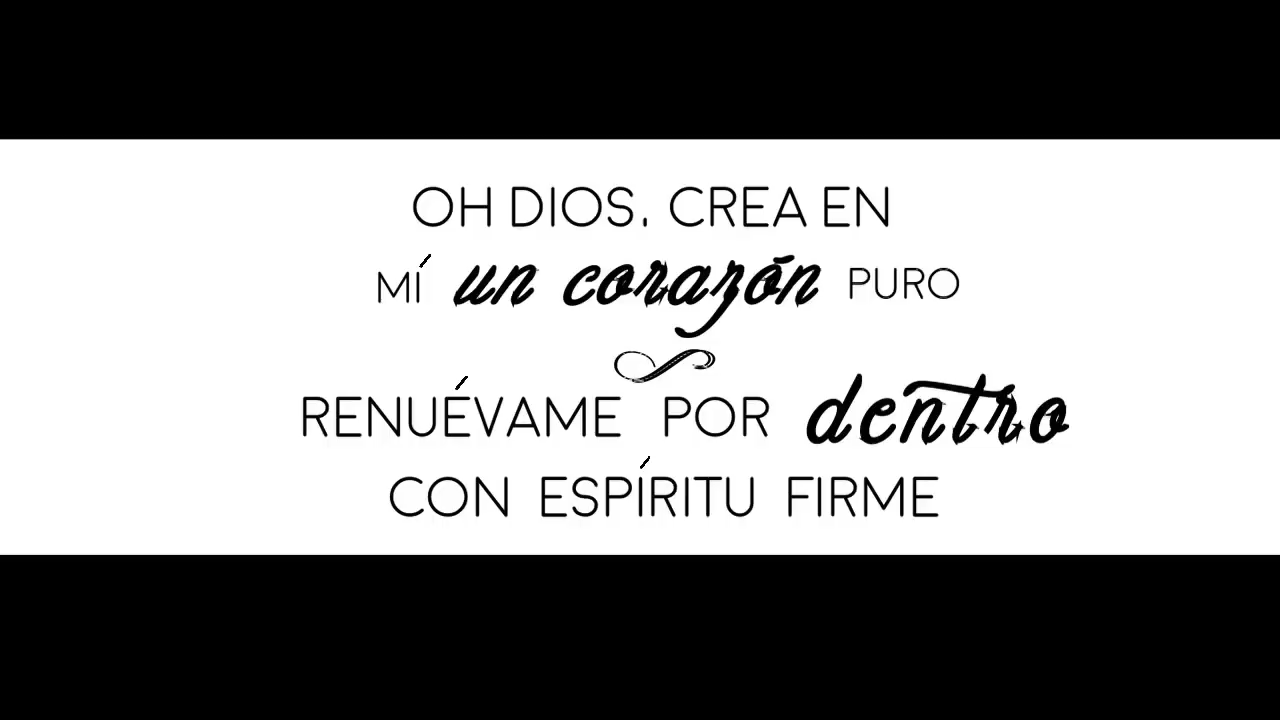 OH DIOS, CREA EN
MÍ un corazón PURO
RENUÉVAME POR dentro
CON ESPÍRITU FIRME